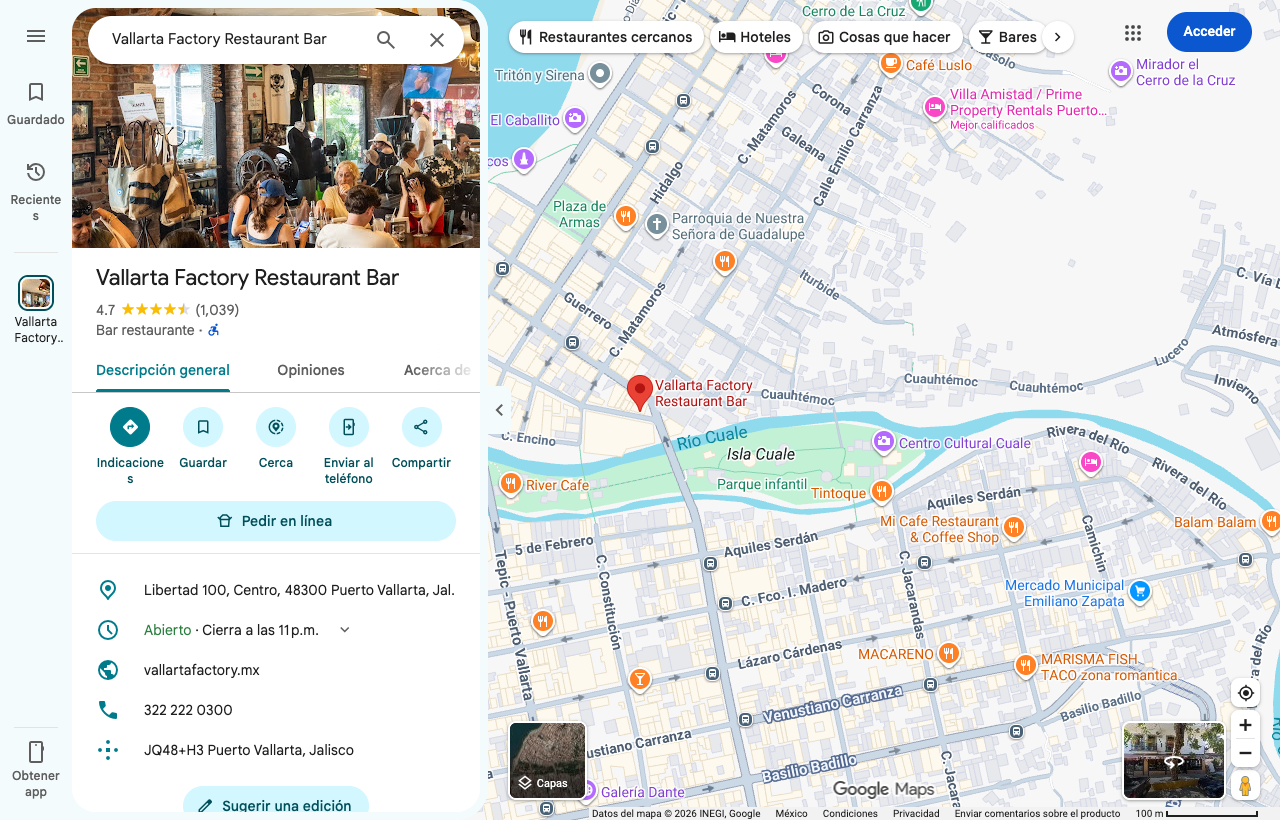 Vallarta Factory Restaurant Bar
Guardado
Reciente
s
Vallarta
Factory..
Obtener
app
Vallarta Factory Restaurant Bar
4.7 (1,039)
Bar restaurante ·
Descripción general
Opiniones
Acerca de
Indicacione
s
Guardar
Cerca
Enviar al
teléfono
Compartir
Pedir en línea
Libertad 100, Centro, 48300 Puerto Vallarta, Jal.
Abierto · Cierra a las 11 p.m.
vallartafactory.mx
322 222 0300
JQ48+H3 Puerto Vallarta, Jalisco
Sugerir una edición
Restaurantes cercanos
Hoteles
Cosas que hacer
Bares
Acceder
Cerro de La Cruz
Tritón y Sirena
Café Luslo
Mirador el
Cerro de la Cruz
El Caballito
Villa Amistad / Prime
Property Rentals Puerto...
Mejor calificados
cos
Corona
C. Matamoros
Galeana
Calle Emilio Carranza
Hidalgo
Plaza de
Armas
Parroquia de Nuestra
Señora de Guadalupe
Iturbide
C. Vía L
Guerrero
C. Matamoros
Atmósfera
Lucero
Invierno
Cuauhtémoc
Cuauhtémoc
Cuauhtémoc
Vallarta Factory
Restaurant Bar
C. Encino
Río Cuale
Isla Cuale
Centro Cultural Cuale
Rivera del Río
Rivera del Río
River Cafe
Parque infantil
Tintoque
Aquiles Serdán
Mi Cafe Restaurant
& Coffee Shop
Balam Balam
Camichin
5 de Febrero
Aquiles Serdán
C. Constitución
Tepic - Puerto Vallarta
C. Jacarandas
C. Fco. I. Madero
Mercado Municipal
Emiliano Zapata
Lázaro Cárdenas
MACARENO
MARISMA FISH
TACO zona romantica
Venustiano Carranza
Basilio Badillo
ustiano Carranza
Basilio Badillo
C. Ja
Galería Dante
Capas
Google Maps
Datos del mapa © 2026 INEGI, Google
México
Condiciones
Privacidad
Enviar comentarios sobre el producto
100 m